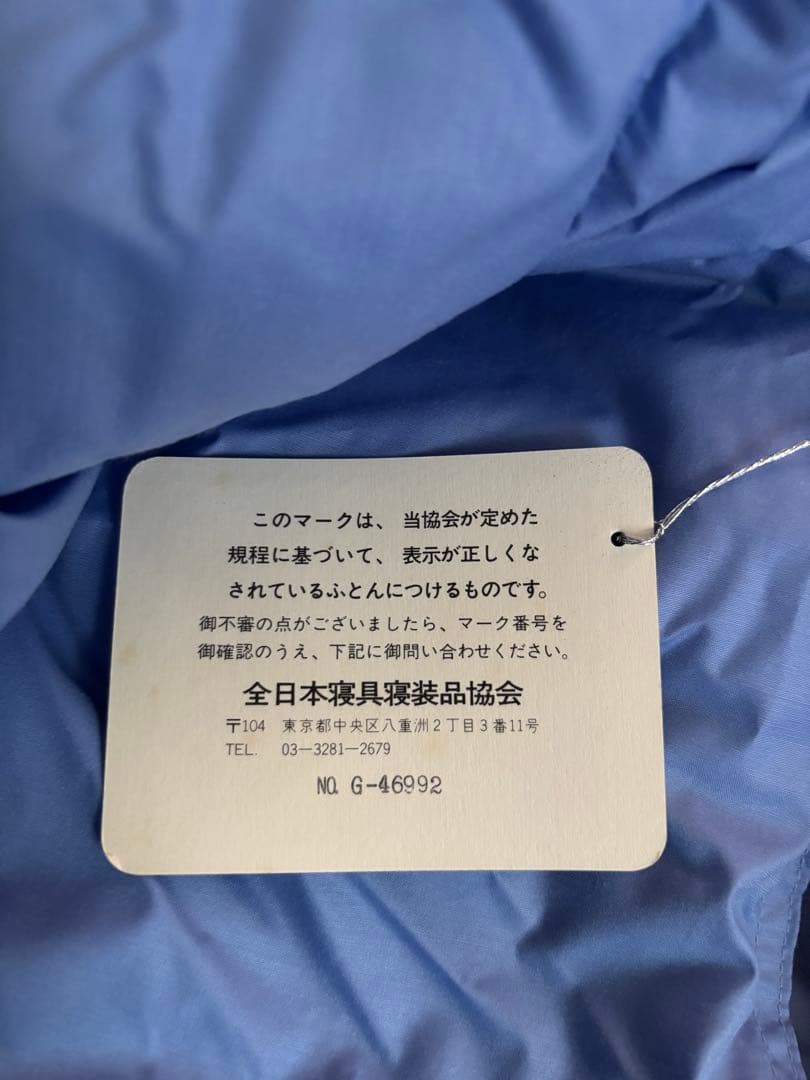 このマークは、当協会が定めた
規程に基づいて、表示が正しくな
されているふとんにつけるものです。
御不審の点がございましたら、マーク番号を
御確認のうえ、下記に御問い合わせください。
全日本寝具寝装品協会
〒104 東京都中央区八重洲2丁目3番11号
TEL. 03―3281―2679
NO. G-46992